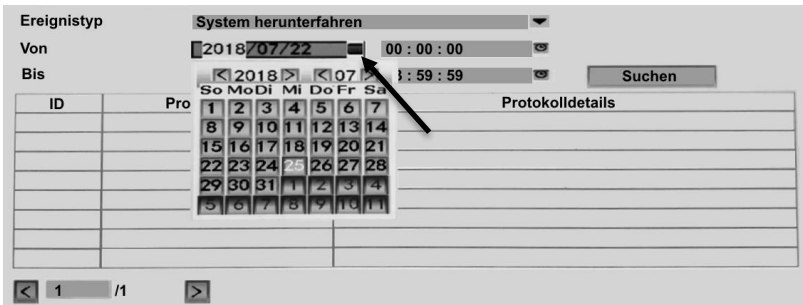 Ereignistyp System herunterfahren
Von 2018/07/22 00 : 00 : 00
Bis 3 : 59 : 59 Suchen
< 2018 > < 07 >
So Mo Di Mi Do Fr Sa
ID Pro Protokolldetails
1 2 3 4 5 6 7
8 9 10 11 12 13 14
15 16 17 18 19 20 21
22 23 24 25 26 27 28
29 30 31 1 2 3 4
5 6 7 8 9 10 11
< 1 /1 >